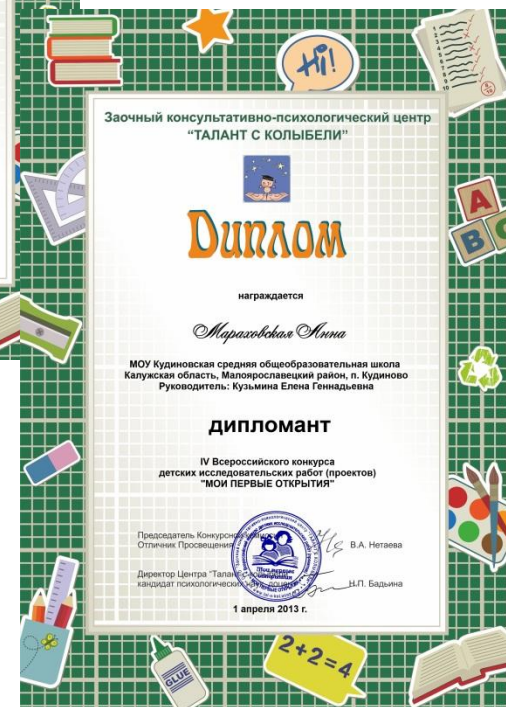 Hi!
Заочный консультативно-психологический центр
"ТАЛАНТ С КОЛЫБЕЛИ"
Диплом
награждается
Мараховская Анна
МОУ Кудиновская средняя общеобразовательная школа
Калужская область, Малоярославецкий район, п. Кудиново
Руководитель: Кузьмина Елена Геннадьевна
дипломант
IV Всероссийского конкурса
детских исследовательских работ (проектов)
"МОИ ПЕРВЫЕ ОТКРЫТИЯ"
Председатель Конкурсной
Отличник Просвещения В.А. Нетаева
Директор Центра "Талант с
кандидат психологических Н.П. Бадьина
1 апреля 2013 г.
A
B C
GLUE
2+2=4